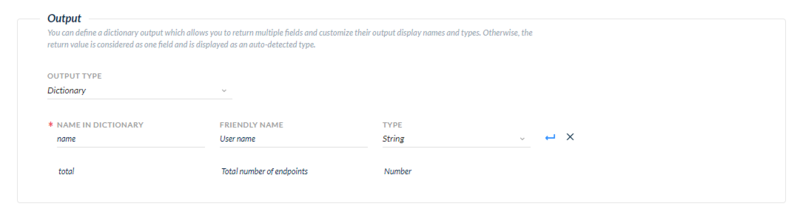 Output
You can define a dictionary output which allows you to return multiple fields and customize their output display names and types. Otherwise, the
return value is considered as one field and is displayed as an auto-detected type.
OUTPUT TYPE
Dictionary
* NAME IN DICTIONARY FRIENDLY NAME TYPE
name User name String
total Total number of endpoints Number